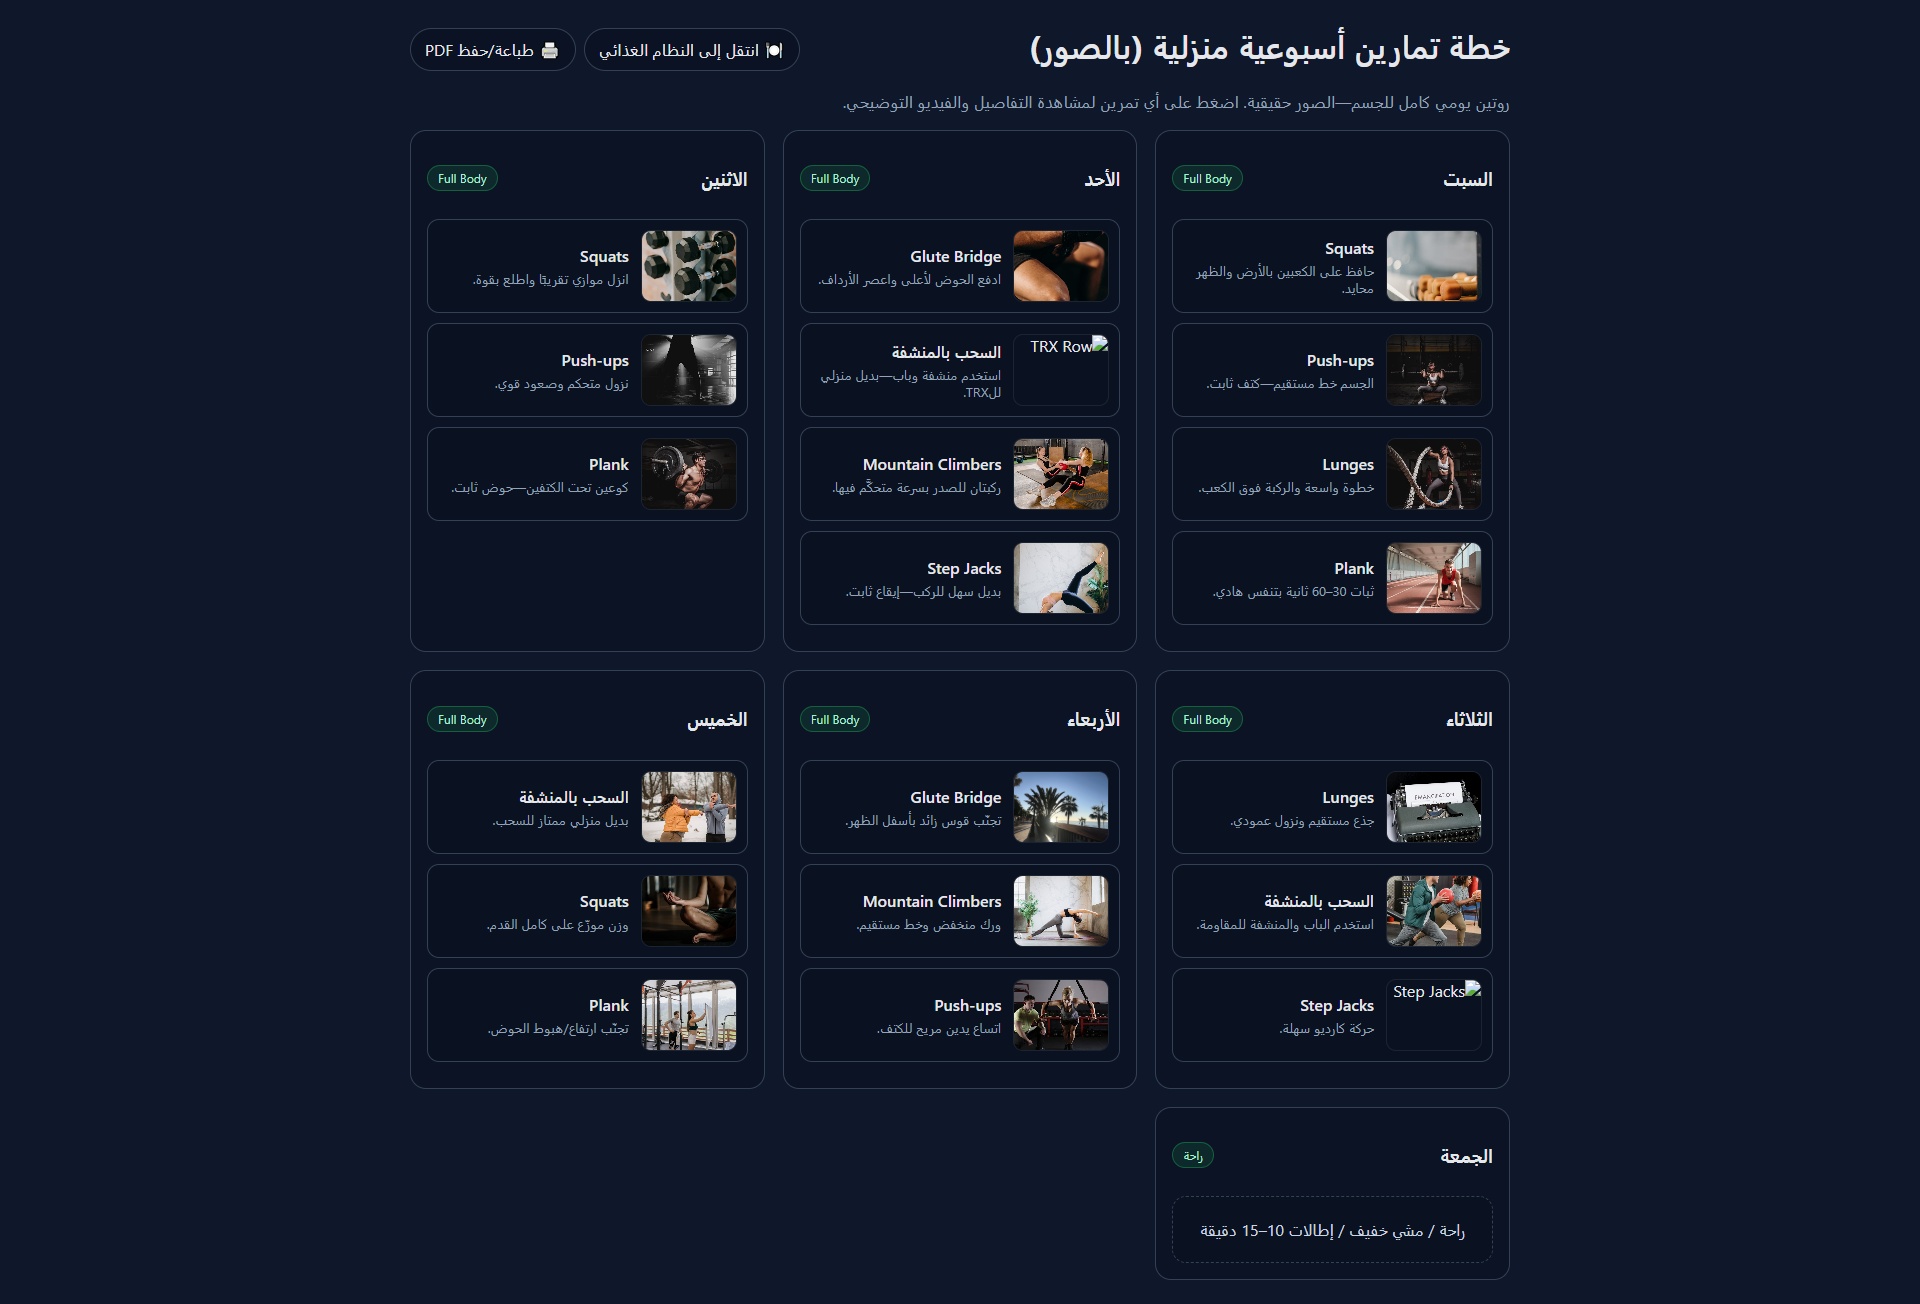 خطة تمارين أسبوعية منزلية (بالصور)
انتقل إلى النظام الغذائي
طباعة/حفظ PDF
روتين يومي كامل للجسم—الصور حقيقية. اضغط على أي تمرين لمشاهدة التفاصيل والفيديو التوضيحي.
السبت
Full Body
Squats
حافظ على الكعبين بالأرض والظهر
محايد.
Push-ups
الجسم خط مستقيم—كتف ثابت.
Lunges
خطوة واسعة والركبة فوق الكعب.
Plank
ثبات 30–60 ثانية بتنفس هادي.
الأحد
Full Body
Glute Bridge
ادفع الحوض لأعلى واعصر الأرداف.
TRX Row
السحب بالمنشفة
استخدم منشفة وباب—بديل منزلي
للـTRX.
Mountain Climbers
ركبتان للصدر بسرعة متحكَّم فيها.
Step Jacks
بديل سهل للركب—إيقاع ثابت.
الاثنين
Full Body
Squats
انزل موازي تقريبًا واطلع بقوة.
Push-ups
نزول متحكم وصعود قوي.
Plank
كوعين تحت الكتفين—حوض ثابت.
الثلاثاء
Full Body
EMANCIPATION
Lunges
جذع مستقيم ونزول عمودي.
السحب بالمنشفة
استخدم الباب والمنشفة للمقاومة.
Step Jacks
Step Jacks
حركة كارديو سهلة.
الأربعاء
Full Body
Glute Bridge
تجنّب قوس زائد بأسفل الظهر.
Mountain Climbers
ورك منخفض وخط مستقيم.
Push-ups
اتساع يدين مريح للكتف.
الخميس
Full Body
السحب بالمنشفة
بديل منزلي ممتاز للسحب.
Squats
وزن موزّع على كامل القدم.
Plank
تجنّب ارتفاع/هبوط الحوض.
الجمعة
راحة
راحة / مشي خفيف / إطالات 10–15 دقيقة